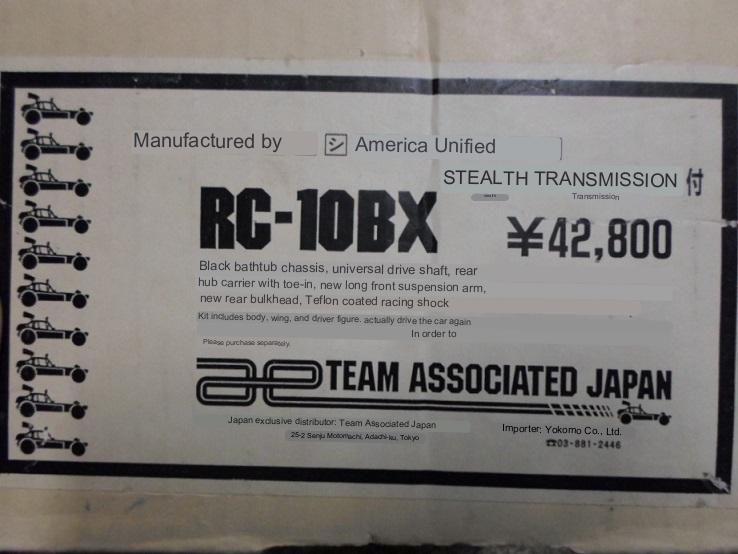 Manufactured by シ America Unified
STEALTH TRANSMISSION 付
Transmission
RC-10BX ¥42,800
Black bathtub chassis, universal drive shaft, rear
hub carrier with toe-in, new long front suspension arm,
new rear bulkhead, Teflon coated racing shock
Kit includes body, wing, and driver figure. actually drive the car again
In order to
Please purchase separately.
TEAM ASSOCIATED JAPAN
Japan exclusive distributor: Team Associated Japan
25-2 Senju Motomachi, Adachi-ku, Tokyo
Importer: Yokomo Co., Ltd.
☎03-881-2446